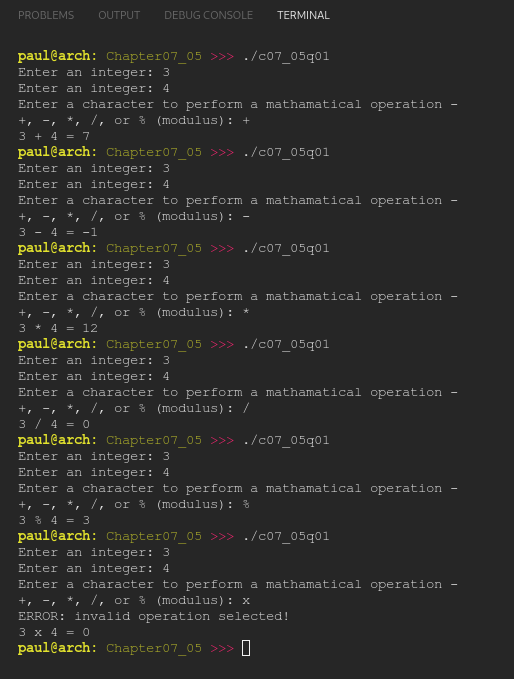 PROBLEMS OUTPUT DEBUG CONSOLE TERMINAL
paul@arch: Chapter07_05 >>> ./c07_05q01
Enter an integer: 3
Enter an integer: 4
Enter a character to perform a mathamatical operation -
+, -, *, /, or % (modulus): +
3 + 4 = 7
paul@arch: Chapter07_05 >>> ./c07_05q01
Enter an integer: 3
Enter an integer: 4
Enter a character to perform a mathamatical operation -
+, -, *, /, or % (modulus): -
3 - 4 = -1
paul@arch: Chapter07_05 >>> ./c07_05q01
Enter an integer: 3
Enter an integer: 4
Enter a character to perform a mathamatical operation -
+, -, *, /, or % (modulus): *
3 * 4 = 12
paul@arch: Chapter07_05 >>> ./c07_05q01
Enter an integer: 3
Enter an integer: 4
Enter a character to perform a mathamatical operation -
+, -, *, /, or % (modulus): /
3 / 4 = 0
paul@arch: Chapter07_05 >>> ./c07_05q01
Enter an integer: 3
Enter an integer: 4
Enter a character to perform a mathamatical operation -
+, -, *, /, or % (modulus): %
3 % 4 = 3
paul@arch: Chapter07_05 >>> ./c07_05q01
Enter an integer: 3
Enter an integer: 4
Enter a character to perform a mathamatical operation -
+, -, *, /, or % (modulus): x
ERROR: invalid operation selected!
3 x 4 = 0
paul@arch: Chapter07_05 >>>